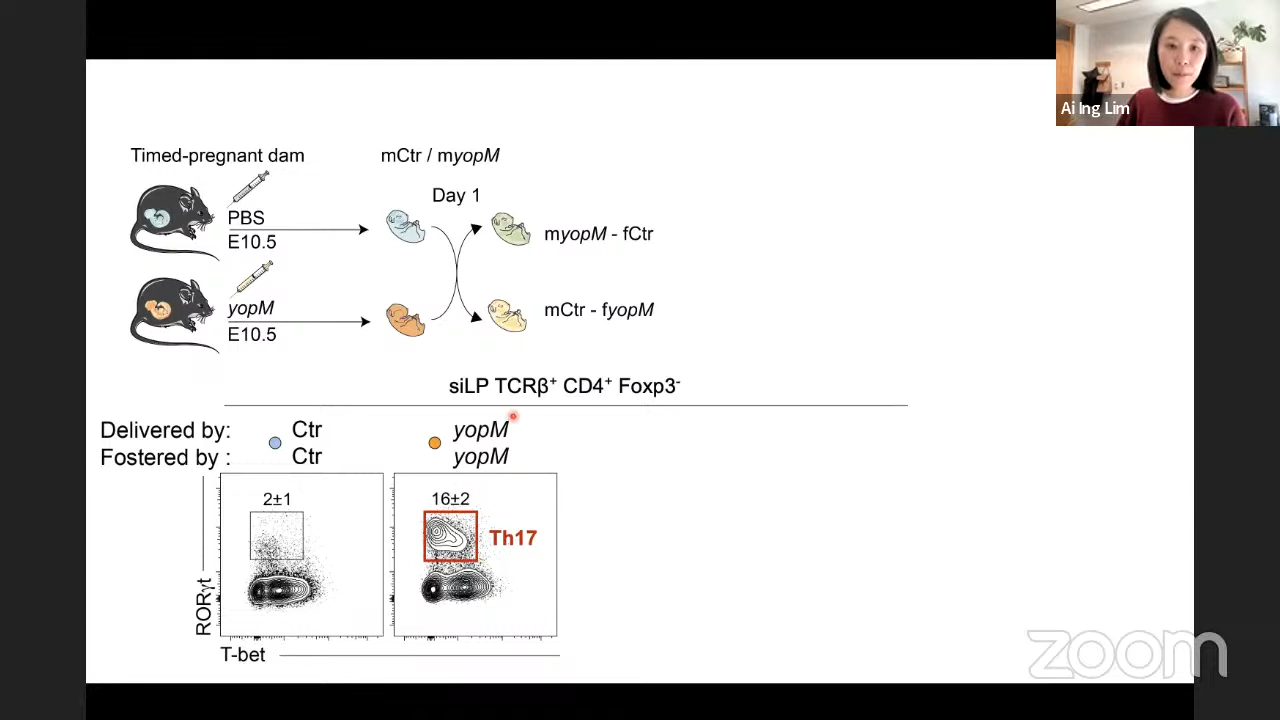 Ai Ing Lim
Timed-pregnant dam
mCtr / myopM
Day 1
PBS
E10.5
myopM - fCtr
yopM
E10.5
mCtr - fyopM
siLP TCRβ⁺ CD4⁺ Foxp3⁻
Delivered by: Ctr yopM
Fostered by : Ctr yopM
2±1
16±2
Th17
RORγt
T-bet
zoom